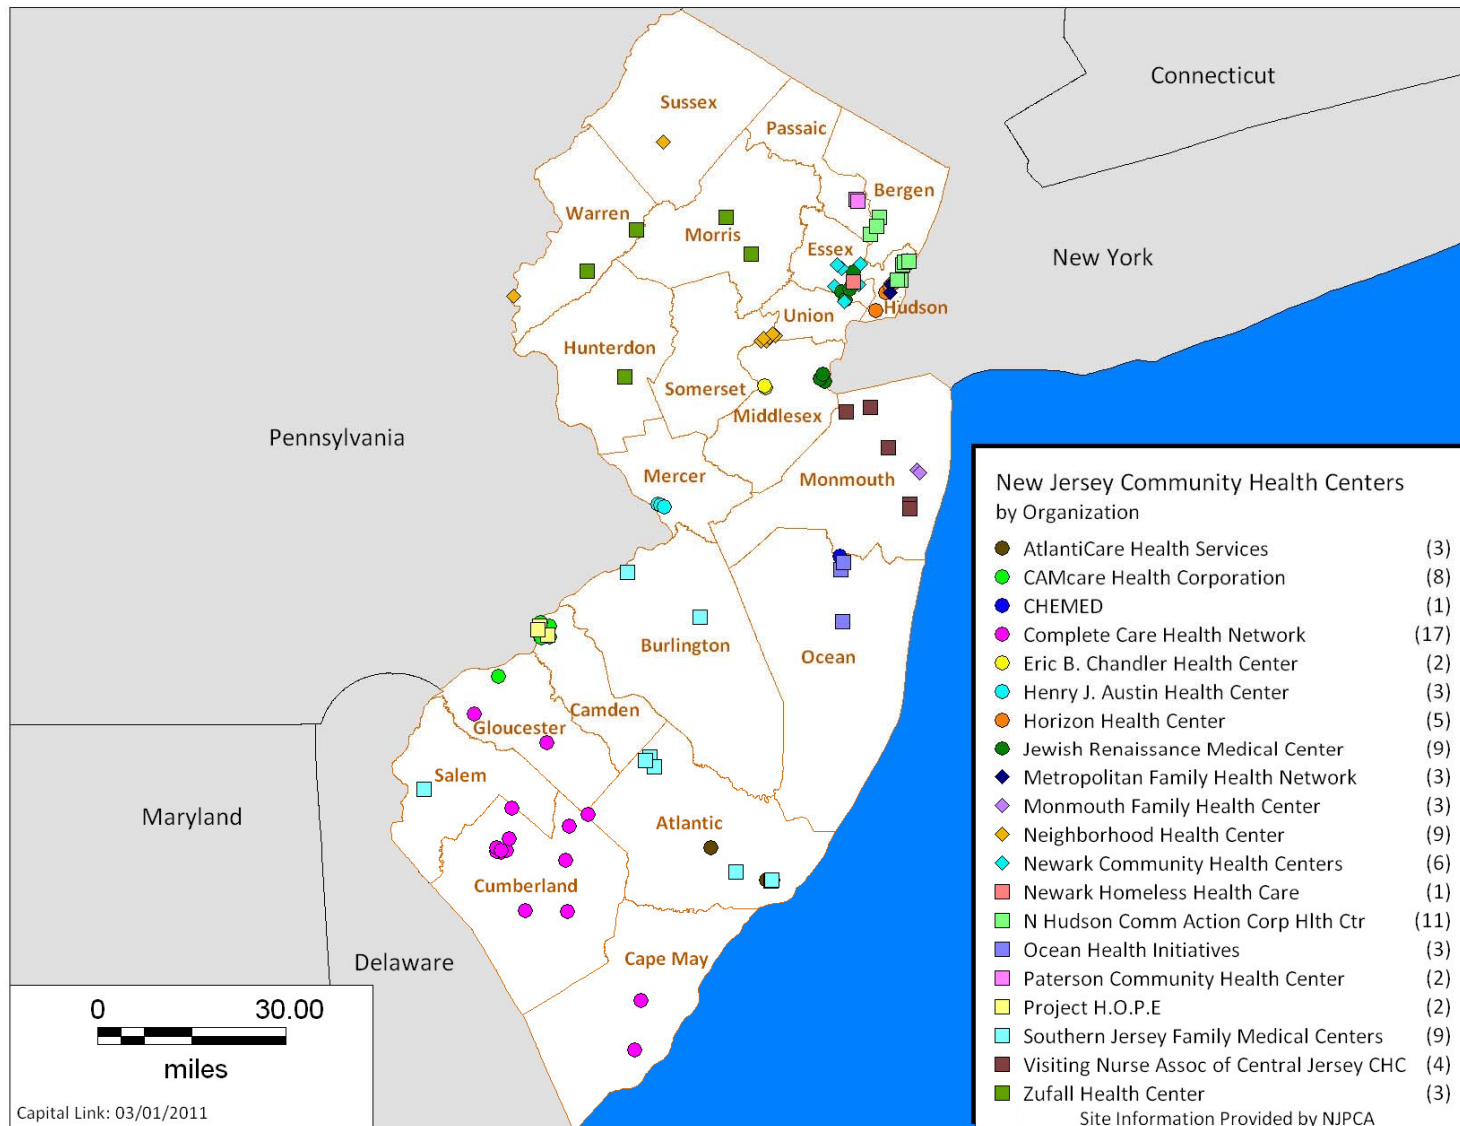 Connecticut
Sussex
Passaic
Bergen
Warren
Morris
Essex
New York
Hudson
Union
Hunterdon
Somerset
Middlesex
Pennsylvania
Mercer
Monmouth
Burlington
Ocean
Camden
Gloucester
Salem
Maryland
Atlantic
Cumberland
Delaware
Cape May
New Jersey Community Health Centers
by Organization
AtlantiCare Health Services (3)
CAMcare Health Corporation (8)
CHEMED (1)
Complete Care Health Network (17)
Eric B. Chandler Health Center (2)
Henry J. Austin Health Center (3)
Horizon Health Center (5)
Jewish Renaissance Medical Center (9)
Metropolitan Family Health Network (3)
Monmouth Family Health Center (3)
Neighborhood Health Center (9)
Newark Community Health Centers (6)
Newark Homeless Health Care (1)
N Hudson Comm Action Corp Hlth Ctr (11)
Ocean Health Initiatives (3)
Paterson Community Health Center (2)
Project H.O.P.E (2)
Southern Jersey Family Medical Centers (9)
Visiting Nurse Assoc of Central Jersey CHC (4)
Zufall Health Center (3)
Site Information Provided by NJPCA
0 30.00
miles
Capital Link: 03/01/2011